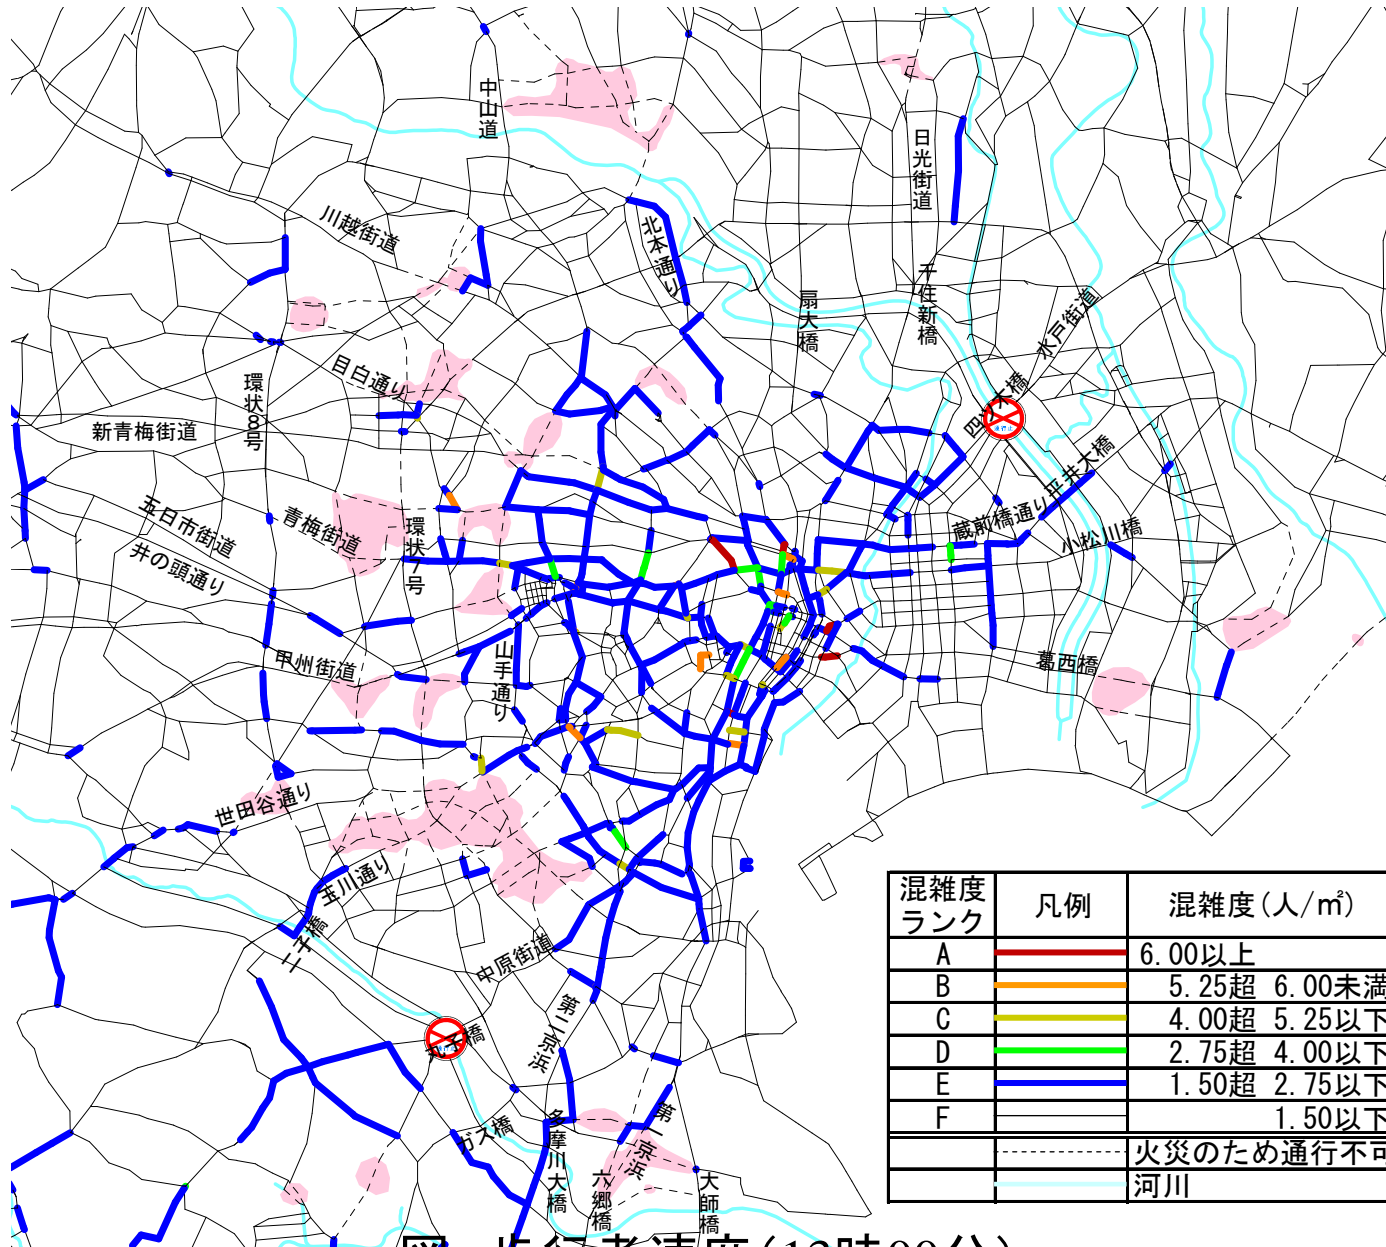 中山道
日光街道
川越街道
北本通り
千住新橋
扇大橋
水戸街道
目白通り
環状8号
四ツ木橋
新青梅街道
平井大橋
五日市街道
青梅街道
環状7号
蔵前橋通り
小松川橋
井の頭通り
甲州街道
山手通り
葛西橋
世田谷通り
玉川通り
二子橋
中原街道
第二京浜
丸子橋
ガス橋
多摩川大橋
第一京浜
六郷橋
大師橋
混雑度ランク 凡例 混雑度(人/㎡)
A 6.00以上
B 5.25超 6.00未満
C 4.00超 5.25以下
D 2.75超 4.00以下
E 1.50超 2.75以下
F 1.50以下
火災のため通行不可
河川